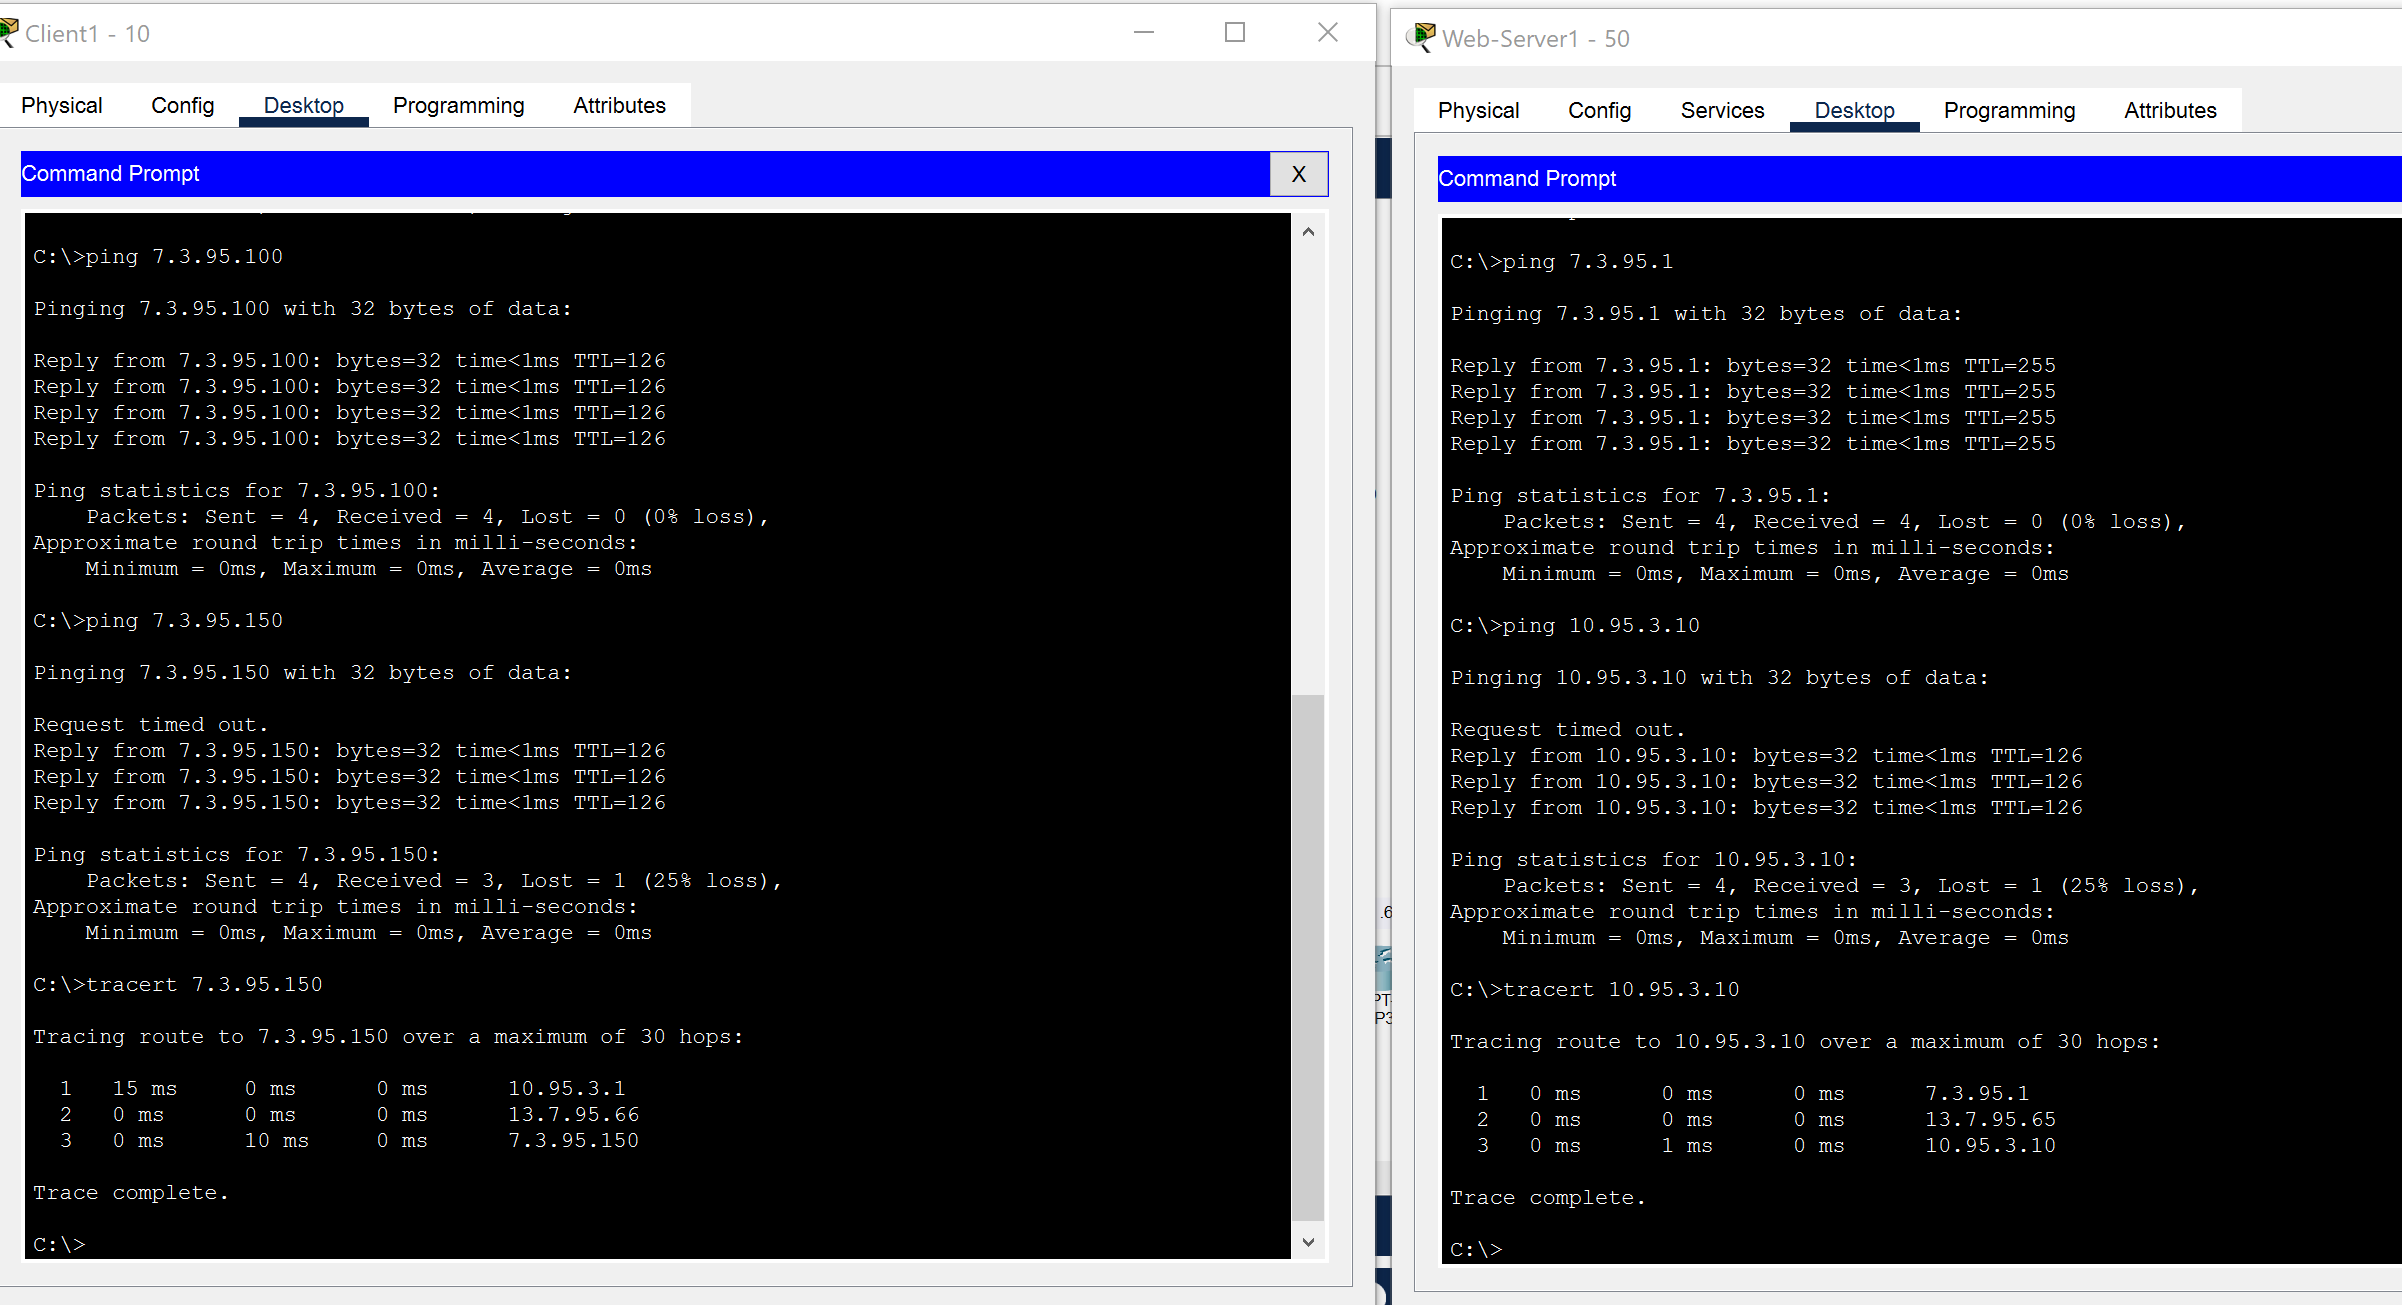 Client1 - 10
Physical Config Desktop Programming Attributes
Command Prompt
X
C:\>ping 7.3.95.100
Pinging 7.3.95.100 with 32 bytes of data:
Reply from 7.3.95.100: bytes=32 time<1ms TTL=126
Reply from 7.3.95.100: bytes=32 time<1ms TTL=126
Reply from 7.3.95.100: bytes=32 time<1ms TTL=126
Reply from 7.3.95.100: bytes=32 time<1ms TTL=126
Ping statistics for 7.3.95.100:
Packets: Sent = 4, Received = 4, Lost = 0 (0% loss),
Approximate round trip times in milli-seconds:
Minimum = 0ms, Maximum = 0ms, Average = 0ms
C:\>ping 7.3.95.150
Pinging 7.3.95.150 with 32 bytes of data:
Request timed out.
Reply from 7.3.95.150: bytes=32 time<1ms TTL=126
Reply from 7.3.95.150: bytes=32 time<1ms TTL=126
Reply from 7.3.95.150: bytes=32 time<1ms TTL=126
Ping statistics for 7.3.95.150:
Packets: Sent = 4, Received = 3, Lost = 1 (25% loss),
Approximate round trip times in milli-seconds:
Minimum = 0ms, Maximum = 0ms, Average = 0ms
C:\>tracert 7.3.95.150
Tracing route to 7.3.95.150 over a maximum of 30 hops:
1 15 ms 0 ms 0 ms 10.95.3.1
2 0 ms 0 ms 0 ms 13.7.95.66
3 0 ms 10 ms 0 ms 7.3.95.150
Trace complete.
C:\>
.6
PT-
P3
Web-Server1 - 50
Physical Config Services Desktop Programming Attributes
Command Prompt
C:\>ping 7.3.95.1
Pinging 7.3.95.1 with 32 bytes of data:
Reply from 7.3.95.1: bytes=32 time<1ms TTL=255
Reply from 7.3.95.1: bytes=32 time<1ms TTL=255
Reply from 7.3.95.1: bytes=32 time<1ms TTL=255
Reply from 7.3.95.1: bytes=32 time<1ms TTL=255
Ping statistics for 7.3.95.1:
Packets: Sent = 4, Received = 4, Lost = 0 (0% loss),
Approximate round trip times in milli-seconds:
Minimum = 0ms, Maximum = 0ms, Average = 0ms
C:\>ping 10.95.3.10
Pinging 10.95.3.10 with 32 bytes of data:
Request timed out.
Reply from 10.95.3.10: bytes=32 time<1ms TTL=126
Reply from 10.95.3.10: bytes=32 time<1ms TTL=126
Reply from 10.95.3.10: bytes=32 time<1ms TTL=126
Ping statistics for 10.95.3.10:
Packets: Sent = 4, Received = 3, Lost = 1 (25% loss),
Approximate round trip times in milli-seconds:
Minimum = 0ms, Maximum = 0ms, Average = 0ms
C:\>tracert 10.95.3.10
Tracing route to 10.95.3.10 over a maximum of 30 hops:
1 0 ms 0 ms 0 ms 7.3.95.1
2 0 ms 0 ms 0 ms 13.7.95.65
3 0 ms 1 ms 0 ms 10.95.3.10
Trace complete.
C:\>